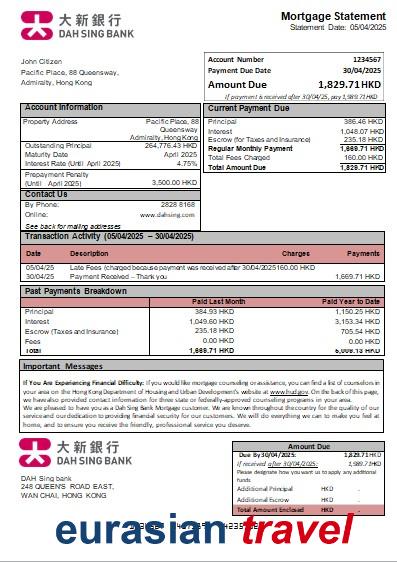 大新銀行
DAH SING BANK
Mortgage Statement
Statement Date: 05/04/2025
John Citizen
Pacific Place, 88 Queensway,
Admiralty, Hong Kong
Account Number 1234567
Payment Due Date 30/04/2025
Amount Due 1,829.71 HKD
If payment is received after 30/04/25, pay 1,989.71 HKD
Account Information
Property Address Pacific Place, 88
Queensway
Admiralty, Hong Kong
Outstanding Principal 264,776.43 HKD
Maturity Date April 2025
Interest Rate (Until April 2025) 4.75%
Prepayment Penalty
(Until April 2025) 3,500.00 HKD
Contact Us
By Phone: 2828 8168
Online: www.dahsing.com
See back for mailing addresses
Current Payment Due
Principal 386.46 HKD
Interest 1,048.07 HKD
Escrow (for Taxes and Insurance) 235.18 HKD
Regular Monthly Payment 1,669.71 HKD
Total Fees Charged 160.00 HKD
Total Amount Due 1,829.71 HKD
Transaction Activity (05/04/2025 – 30/04/2025)
Date Description Charges Payments
05/04/25 Late Fees (charged because payment was received after 30/04/2025160.00 HKD
30/04/25 Payment Received – Thank you 1,669.71 HKD
Past Payments Breakdown
Paid Last Month Paid Year to Date
Principal 384.93 HKD 1,150.25 HKD
Interest 1,049.60 HKD 3,153.34 HKD
Escrow (Taxes and Insurance) 235.18 HKD 705.54 HKD
Fees 0.00 HKD 0.00 HKD
Total 1,669.71 HKD 5,009.13 HKD
Important Messages
If You Are Experiencing Financial Difficulty: If you would like mortgage counseling or assistance, you can find a list of counselors in
your area on the Hong Kong Department of Housing and Urban Development's website at www.hud.gov. On the back of this page,
we have also provided contact information for three state or federally-approved counseling programs in your area.
We are pleased to have you as a Dah Sing Bank Mortgage customer. We are known throughout the country for the quality of our
service and our dedication to providing financial security for our customers. We will do everything we can to make you feel at
home, and to ensure you receive the friendly, professional service you deserve.
大新銀行
DAH SING BANK
DAH Sing bank
248 QUEEN'S ROAD EAST,
WAN CHAI, HONG KONG
Amount Due
Due By 30/04/2025: 1,829.71 HKD
If received after 30/04/2025: 1,989.71 HKD
Please designate how you want us to apply any additional
funds
Additional Principal HKD .
Additional Escrow HKD .
Total Amount Enclosed HKD .
eurasian travel